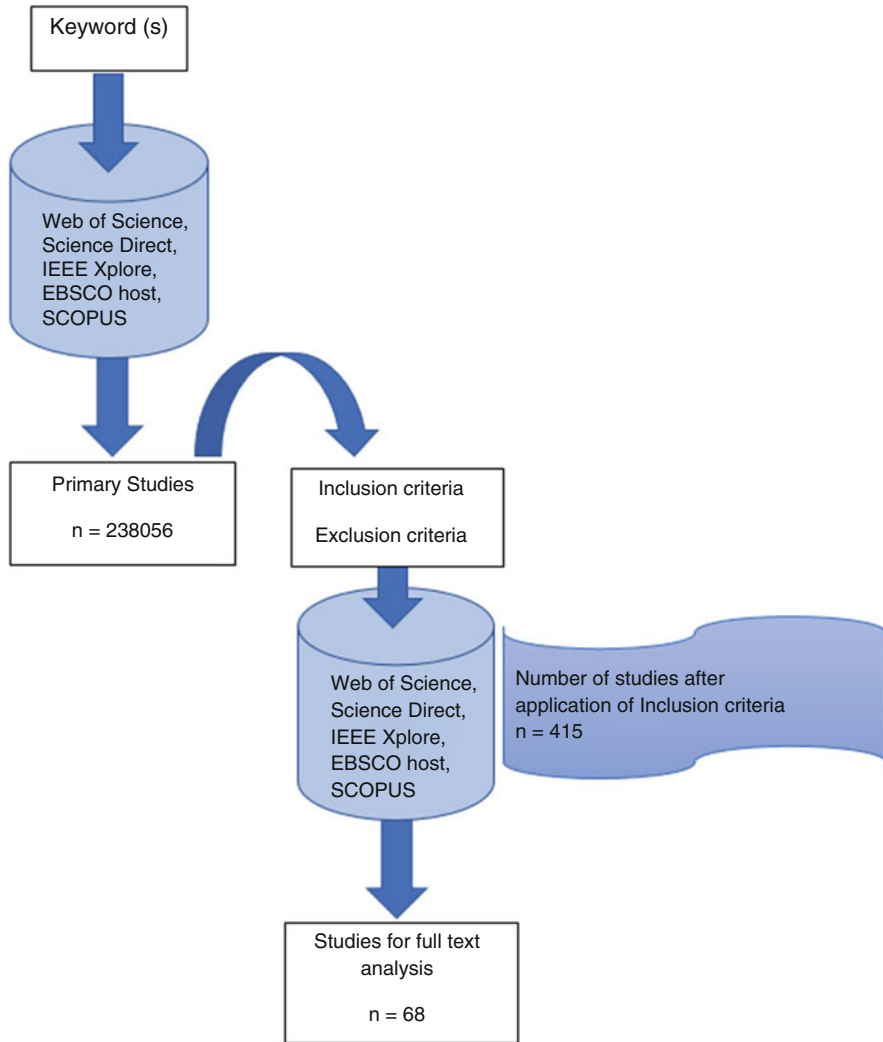 Keyword (s)
Web of Science,
Science Direct,
IEEE Xplore,
EBSCO host,
SCOPUS
Primary Studies
n = 238056
Inclusion criteria
Exclusion criteria
Web of Science,
Science Direct,
IEEE Xplore,
EBSCO host,
SCOPUS
Number of studies after
application of Inclusion criteria
n = 415
Studies for full text
analysis
n = 68